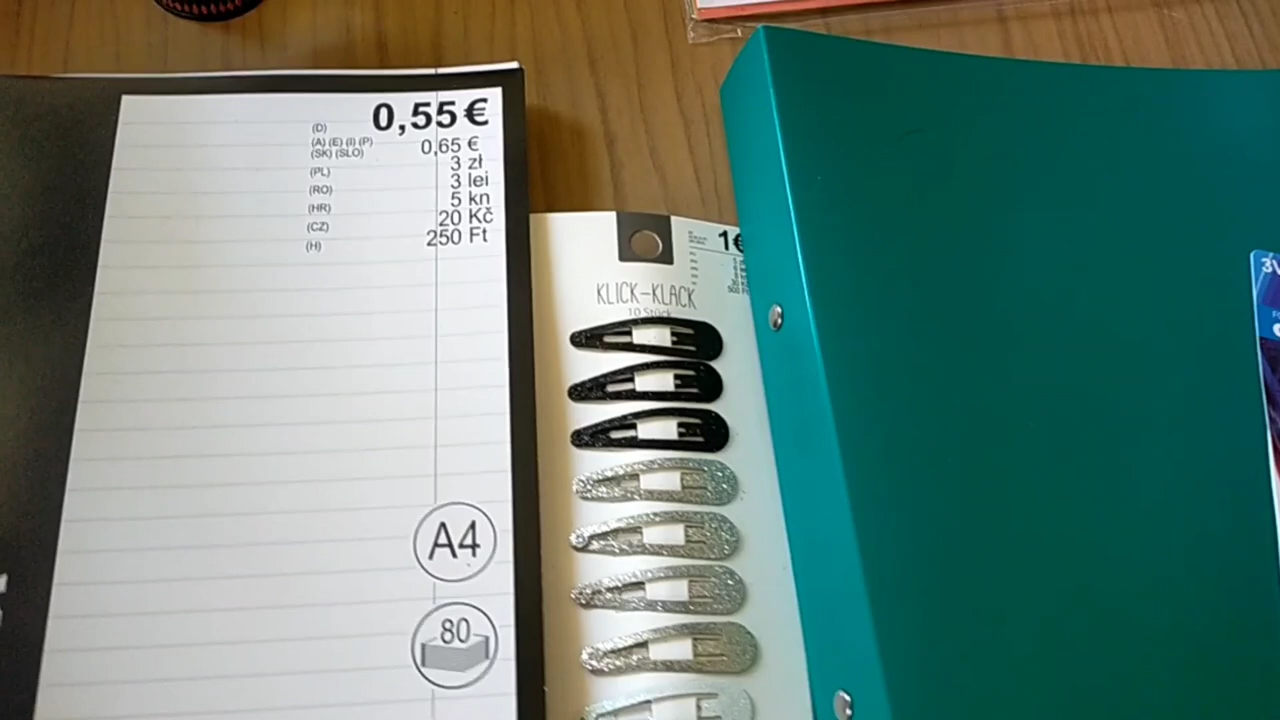 0,55 €
(D)
(A) (E) (I) (P)
(SK) (SLO) 0,65 €
(PL) 3 zł
(RO) 3 lei
(HR) 5 kn
(CZ) 20 Kč
(H) 250 Ft
A4
80
1€
KLICK-KLACK
10 Stück